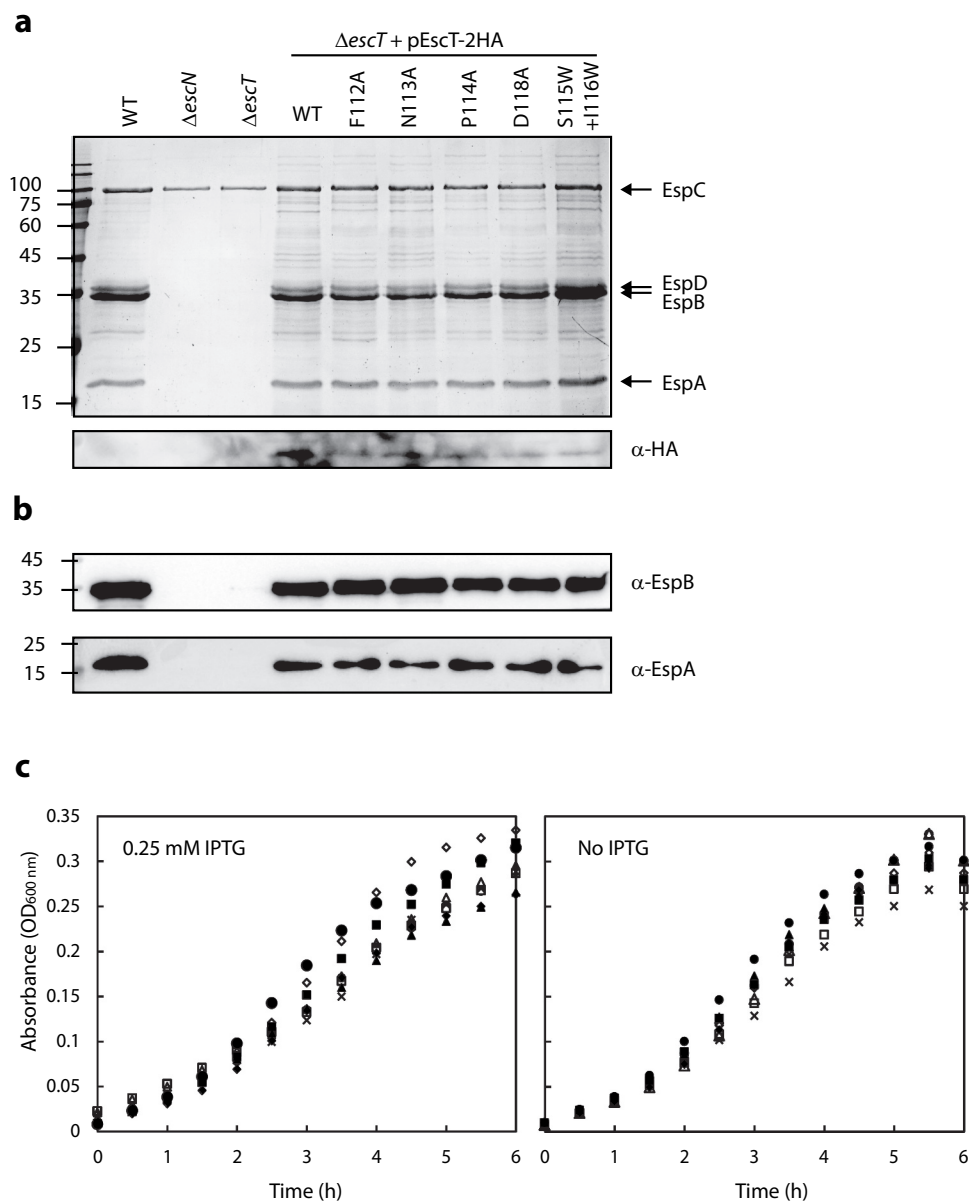 a
ΔescT + pEscT-2HA
WT
ΔescN
ΔescT
WT
F112A
N113A
P114A
D118A
S115W
+I116W
100
75
60
45
35
25
15
EspC
EspD
EspB
EspA
α-HA
b
45
35
α-EspB
25
15
α-EspA
c
0.35
0.3
0.25
0.2
0.15
0.1
0.05
0
Absorbance (OD600 nm)
0.25 mM IPTG
No IPTG
0 1 2 3 4 5 6
0 1 2 3 4 5 6
Time (h)
Time (h)